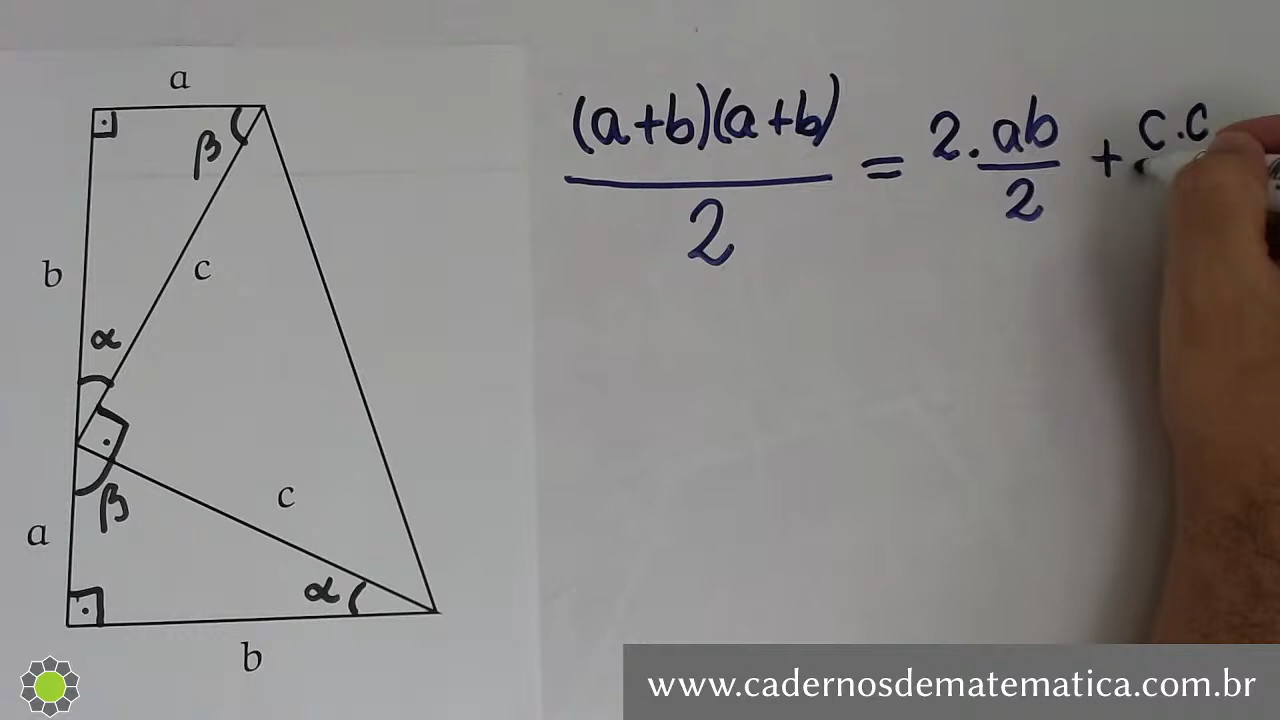 a
β
b
c
α
β
c
a
α
b
(a+b)(a+b)/2 = 2.ab/2 + c.c
www.cadernosdematematica.com.br